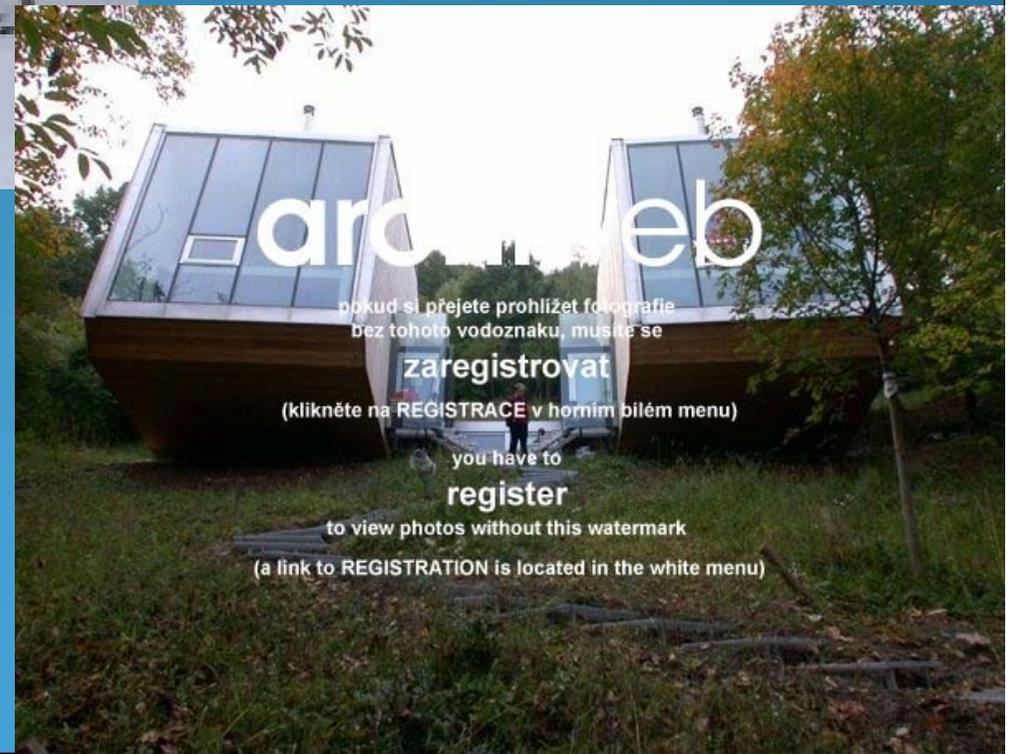 archiweb
pokud si přejete prohlížet fotografie
bez tohoto vodoznaku, musíte se
zaregistrovat
(klikněte na REGISTRACE v horním bílém menu)
you have to
register
to view photos without this watermark
(a link to REGISTRATION is located in the white menu)